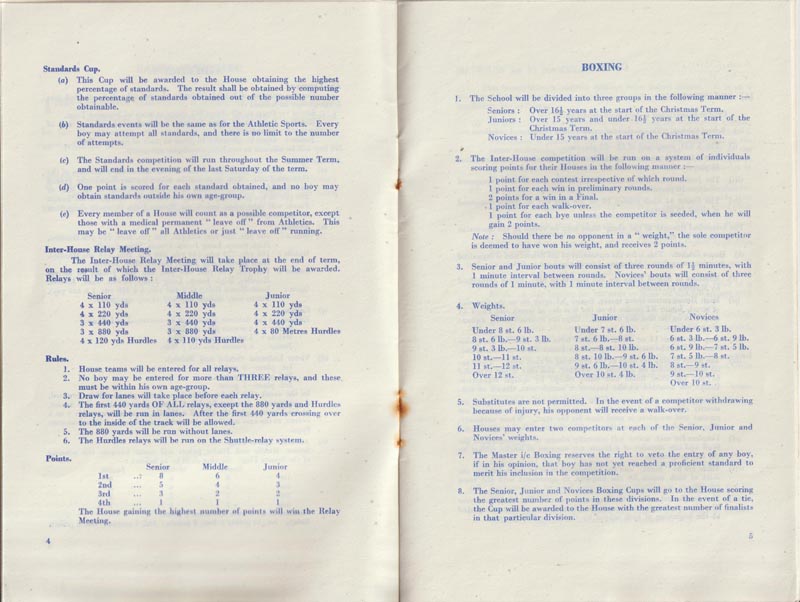 Standards Cup.
(a) This Cup will be awarded to the House obtaining the highest
percentage of standards. The result shall be obtained by computing
the percentage of standards obtained out of the possible number
obtainable.
(b) Standards events will be the same for the Athletic Sports. Every
boy may attempt all standards, and there is no limit to the number
of attempts.
(c) The Standards competition will run throughout the Summer Term,
and will end in the evening of the last Saturday of the term.
(d) One point is scored for each standard obtained, and no boy may
obtain standards outside his own age-group.
(e) Every member of a House will count as a possible competitor, except
those with a medical permanent " leave off " from Athletics. This
may be " leave off " all Athletics or just " leave off " running.
Inter-House Relay Meeting.
The Inter-House Relay Meeting will take place at the end of term,
on the result of which the Inter-House Relay Trophy will be awarded.
Relays will be as follows :
Senior Middle Junior
4 x 110 yds 4 x 110 yds 4 x 110 yds
4 x 220 yds 4 x 220 yds 4 x 220 yds
3 x 440 yds 3 x 440 yds 4 x 440 yds
3 x 880 yds 3 x 880 yds 4 x 80 Metres Hurdles
4 x 120 yds Hurdles 4 x 110 yds Hurdles
Rules.
1. House teams will be entered for all relays.
2. No boy may be entered for more than THREE relays, and these
must be within his own age-group.
3. Draw for lanes will take place before each relay.
4. The first 440 yards OF ALL relays, except the 880 yards and Hurdles
relays, will be run in lanes. After the first 440 yards crossing over
to the inside of the track will be allowed.
5. The 880 yards will be run without lanes.
6. The Hurdles relays will be run on the Shuttle-relay system.
Points.
Senior Middle Junior
1st ... 8 6 4
2nd ... 5 4 3
3rd ... 3 2 2
4th ... 1 1 1
The House gaining the highest number of points will win the Relay
Meeting.
4
BOXING
1. The School will be divided into three groups in the following manner :—
Seniors : Over 16½ years at the start of the Christmas Term.
Juniors : Over 15 years and under 16½ years at the start of the
Christmas Term.
Novices : Under 15 years at the start of the Christmas Term.
2. The Inter-House competition will be run on a system of individuals
scoring points for their Houses in the following manner :—
1 point for each contest irrespective of which round.
1 point for each win in preliminary rounds.
2 points for a win in a Final.
1 point for each walk-over.
1 point for each bye unless the competitor is seeded, when he will
gain 2 points.
Note : Should there be no opponent in a " weight," the sole competitor
is deemed to have won his weight, and receives 2 points.
3. Senior and Junior bouts will consist of three rounds of 1½ minutes, with
1 minute interval between rounds. Novices' bouts will consist of three
rounds of 1 minute, with 1 minute interval between rounds.
4. Weights.
Senior Junior Novices
Under 8 st. 6 lb. Under 7 st. 6 lb. Under 6 st. 3 lb.
8 st. 6 lb.—9 st. 3 lb. 7 st. 6 lb.—8 st. 6 st. 3 lb.—6 st. 9 lb.
9 st. 3 lb.—10 st. 8 st.—8 st. 10 lb. 6 st. 9 lb.—7 st. 5 lb.
10 st.—11 st. 8 st. 10 lb.—9 st. 6 lb. 7 st. 5 lb.—8 st.
11 st.—12 st. 9 st. 6 lb.—10 st. 4 lb. 8 st.—9 st.
Over 12 st. Over 10 st. 4 lb. 9 st.—10 st.
Over 10 st.
5. Substitutes are not permitted. In the event of a competitor withdrawing
because of injury, his opponent will receive a walk-over.
6. Houses may enter two competitors at each of the Senior, Junior and
Novices' weights.
7. The Master i/c Boxing reserves the right to veto the entry of any boy,
if in his opinion, that boy has not yet reached a proficient standard to
merit his inclusion in the competition.
8. The Senior, Junior and Novices Boxing Cups will go to the House scoring
the greatest number of points in these divisions. In the event of a tie,
the Cup will be awarded to the House with the greatest number of finalists
in that particular division.
5